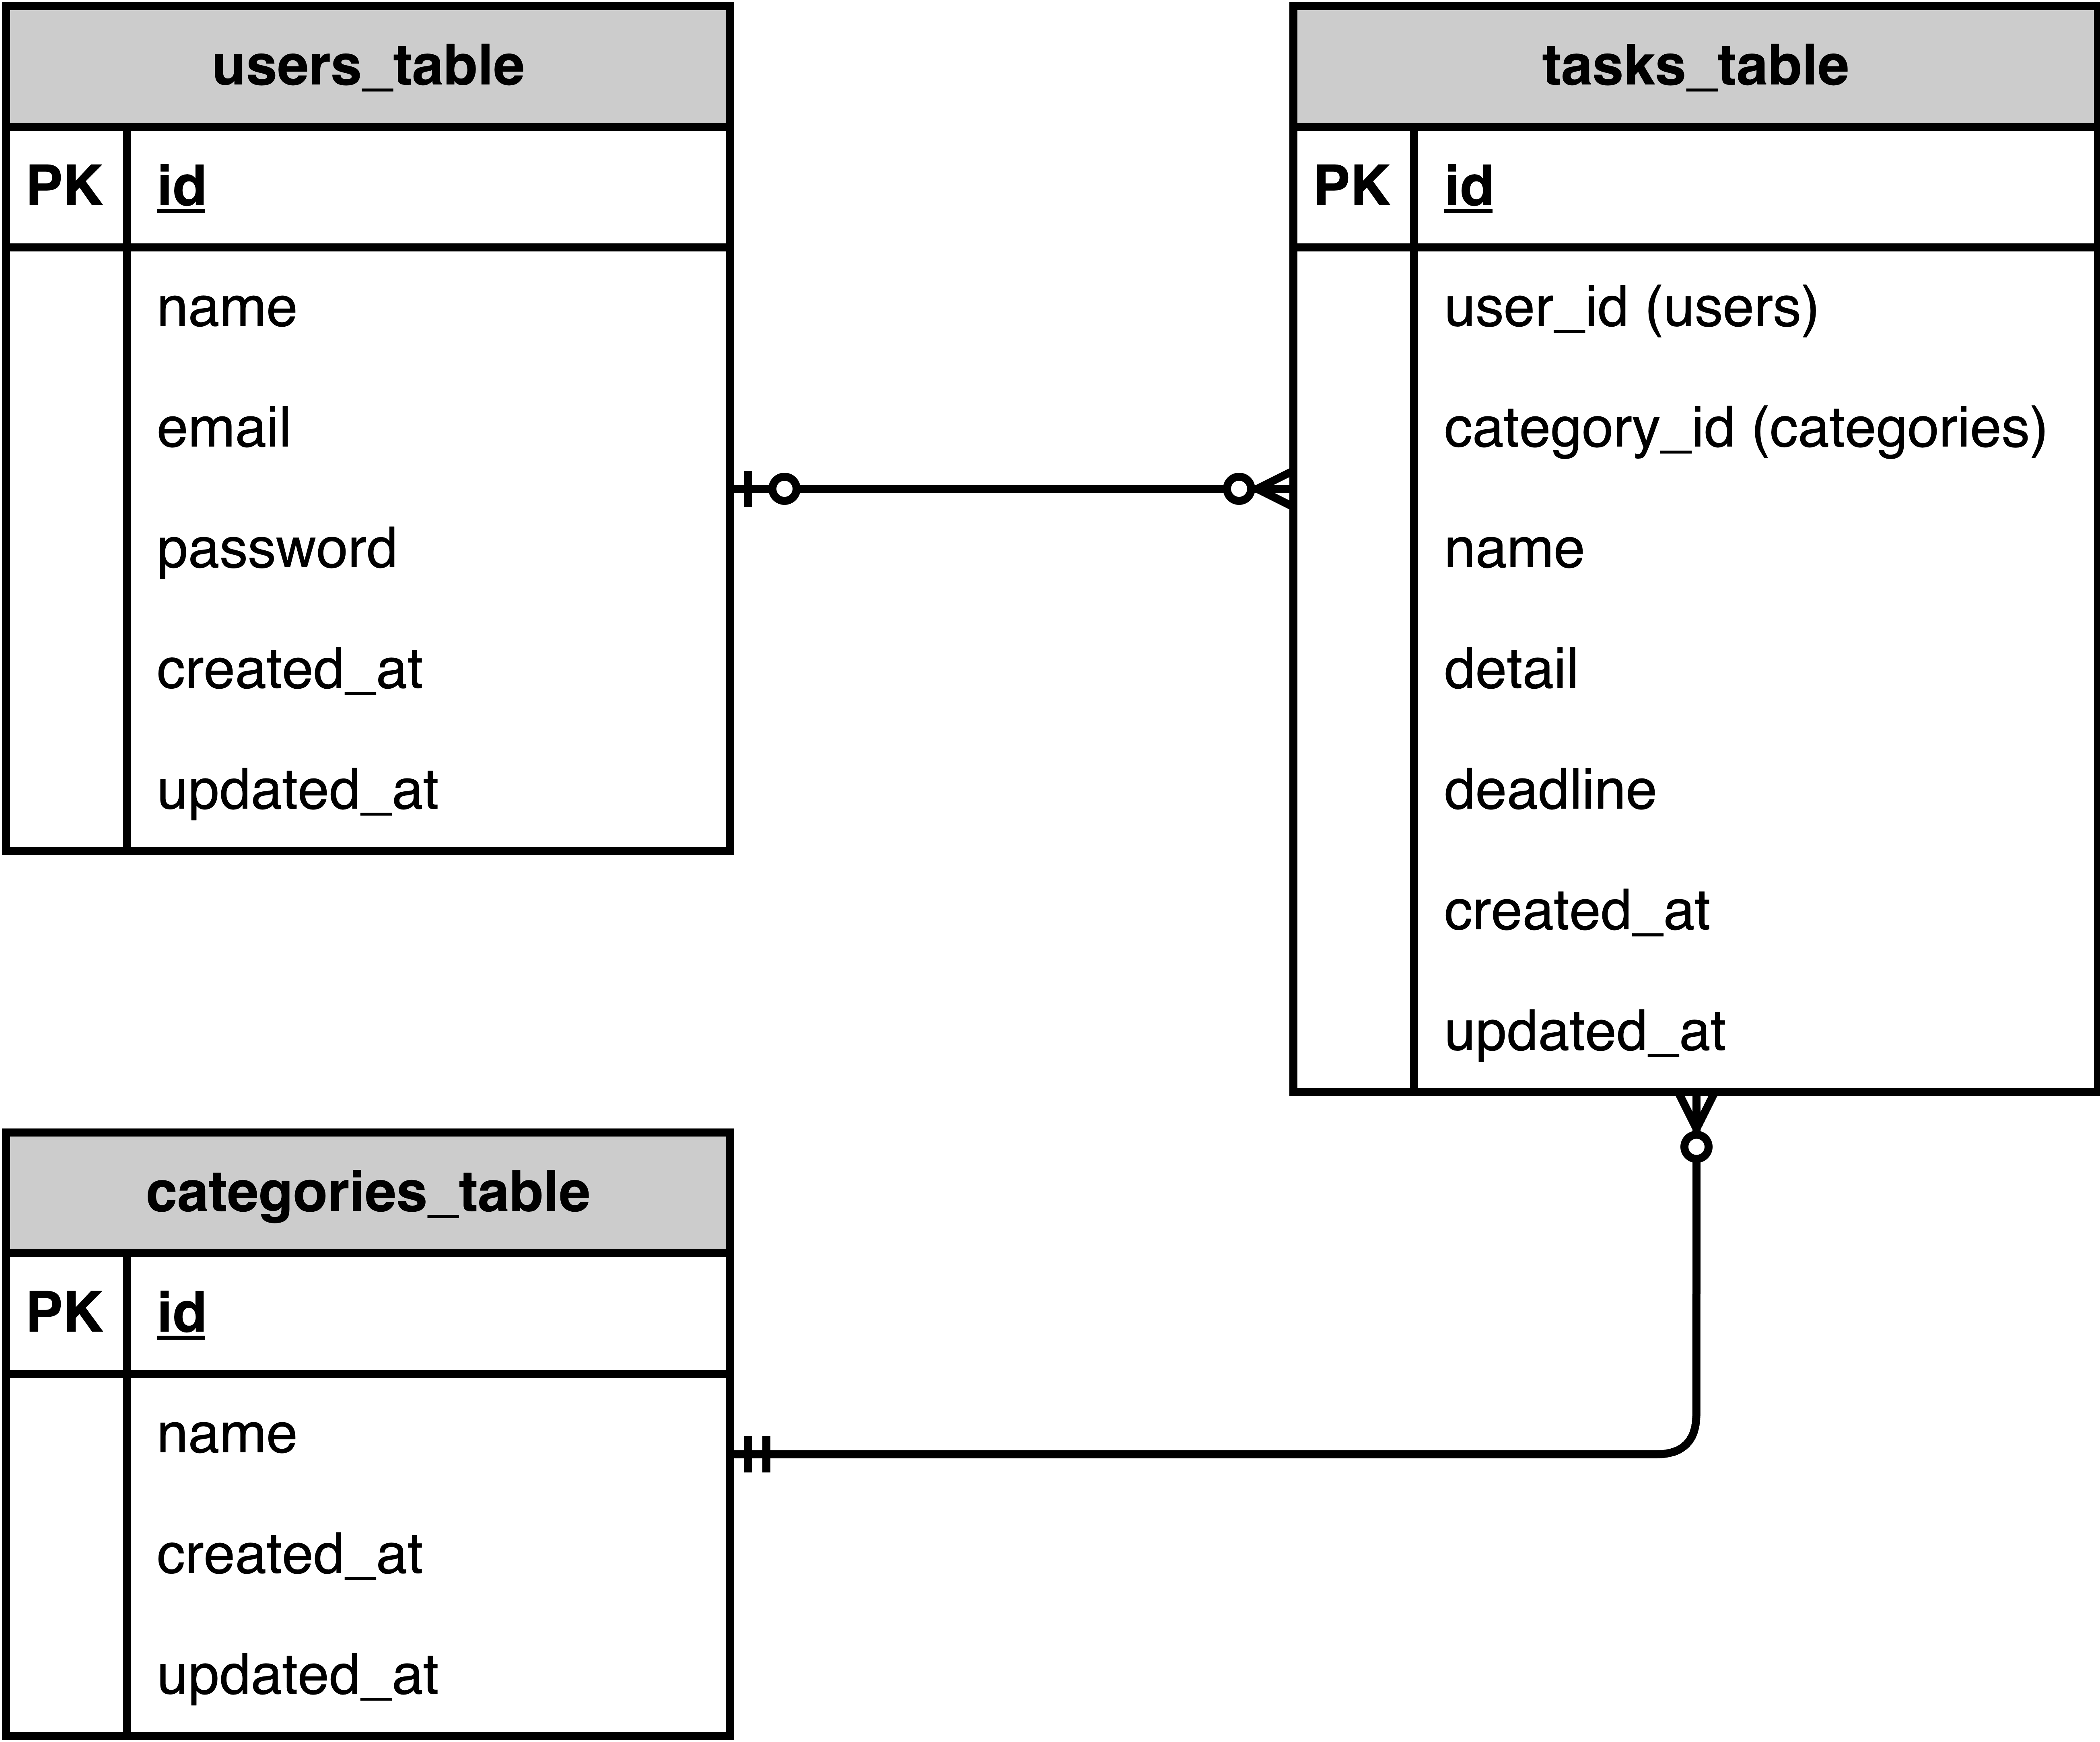 users_table
PK id
name
email
password
created_at
updated_at
tasks_table
PK id
user_id (users)
category_id (categories)
name
detail
deadline
created_at
updated_at
categories_table
PK id
name
created_at
updated_at